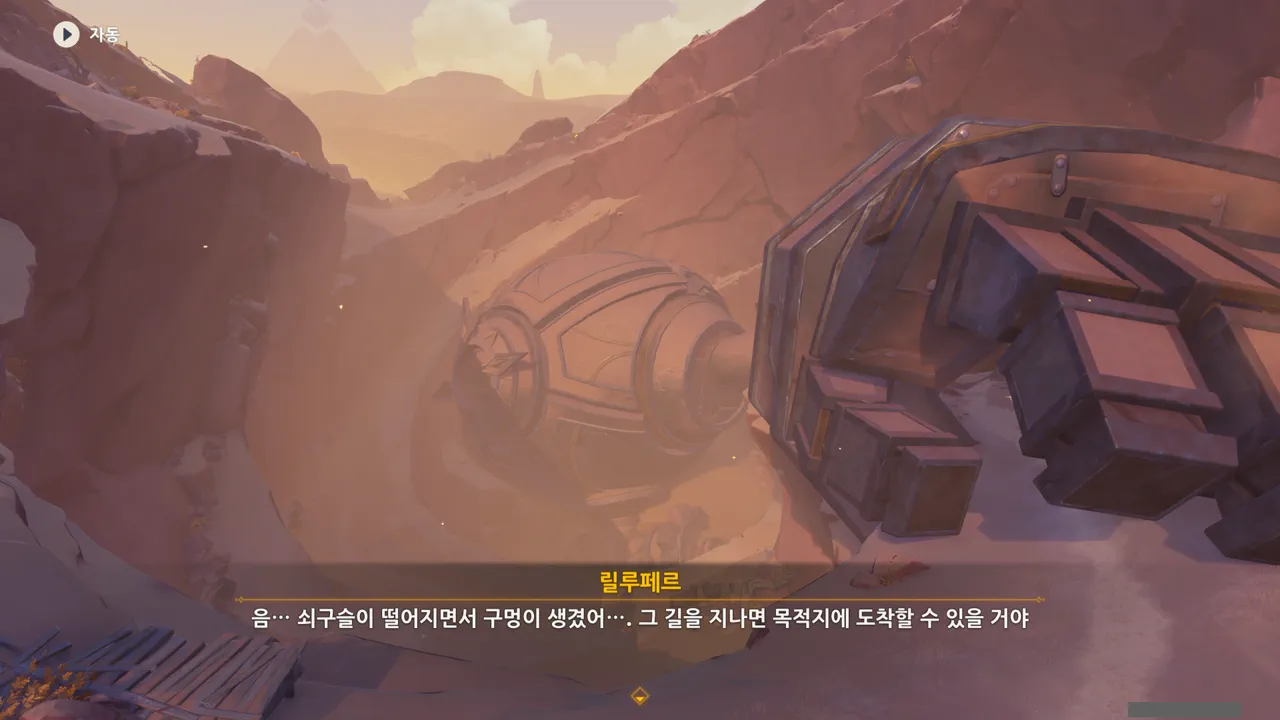 자동
릴루페르
음… 쇠구슬이 떨어지면서 구멍이 생겼어…. 그 길을 지나면 목적지에 도착할 수 있을 거야